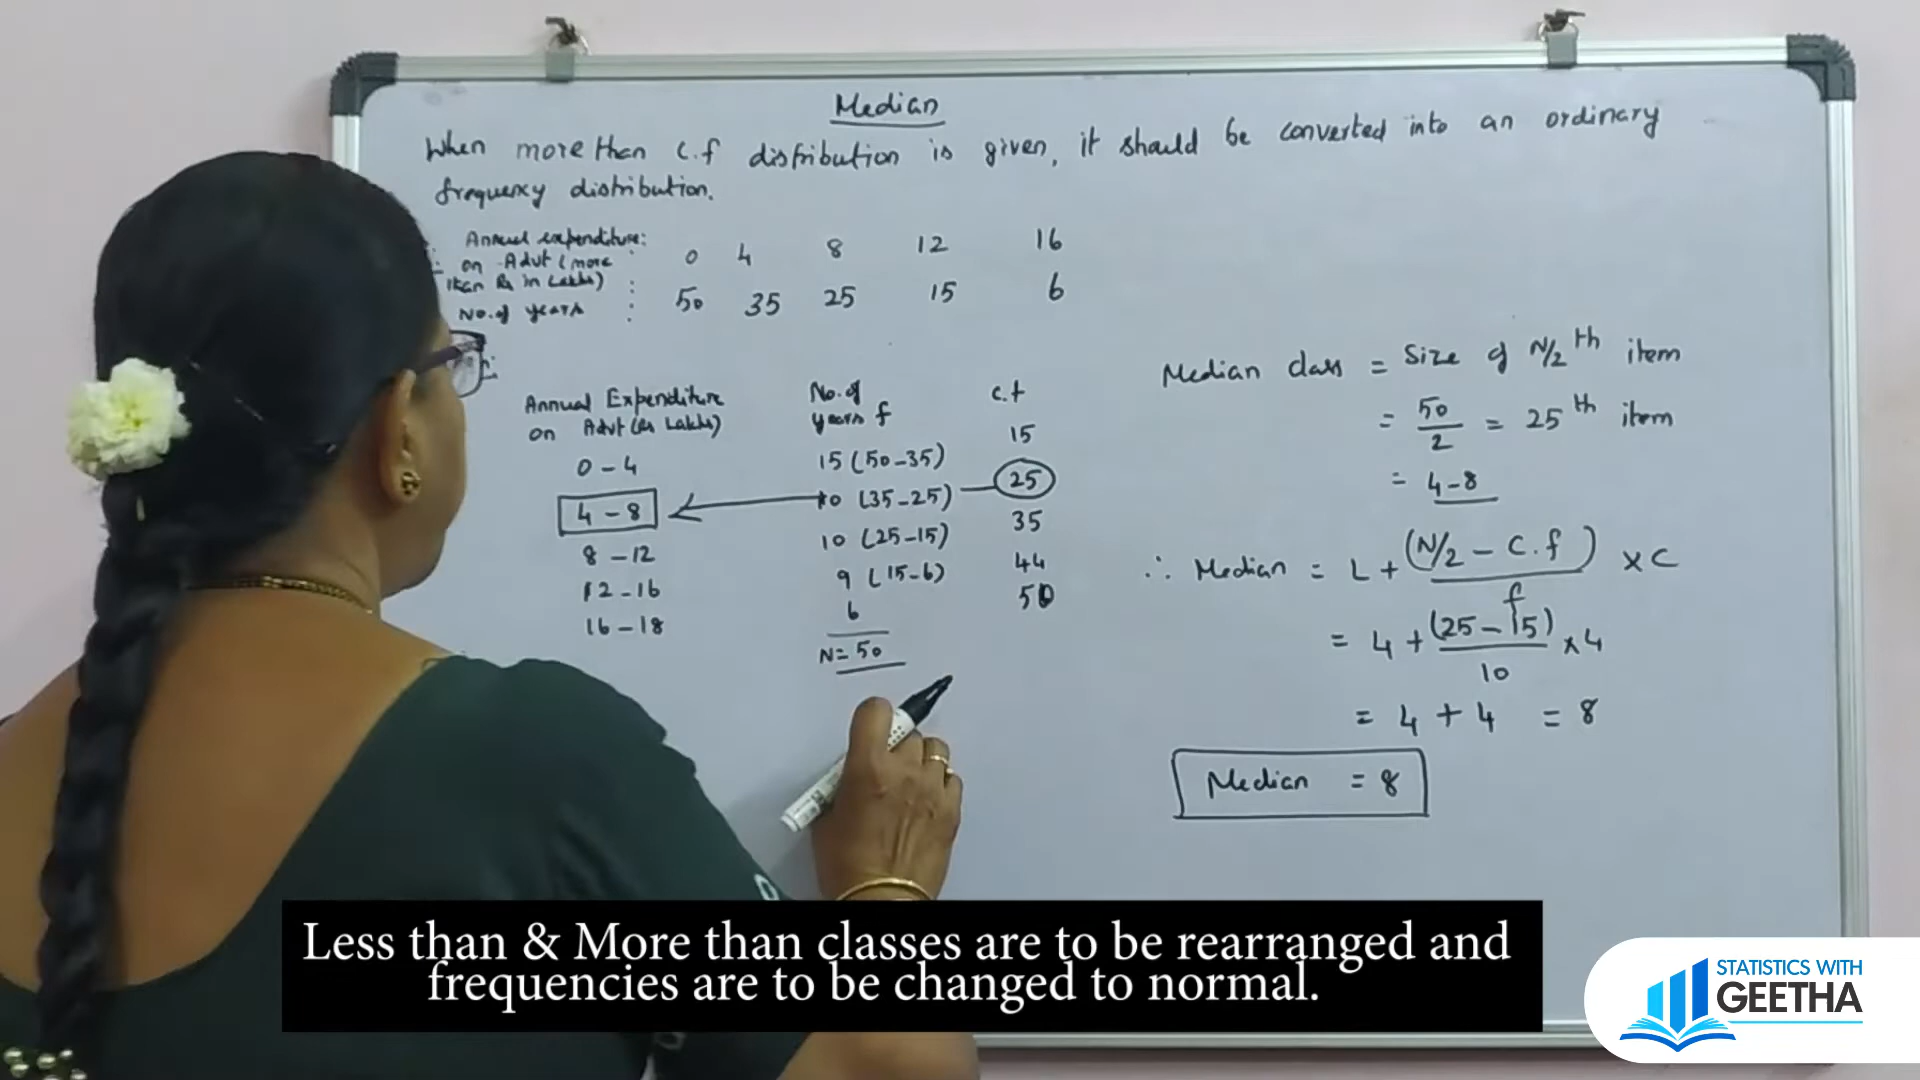 Median
When more than c.f distribution is given, it should be converted into an ordinary
frequency distribution.
Annual expenditure:
on Advt (more : 0 4 8 12 16
than Rs in Lakhs) :
No. of years : 50 35 25 15 6
Annual Expenditure No. of c.f
on Advt (Rs Lakhs) years f
0 - 4 15 (50-35) 15
4 - 8 10 (35-25) 25
8 - 12 10 (25-15) 35
12 - 16 9 (15-6) 44
16 - 18 6 50
N = 50
Median class = Size of N/2 th item
= 50/2 = 25 th item
= 4-8
∴ Median = L + (N/2 - C.f)/f × C
= 4 + (25-15)/10 × 4
= 4 + 4 = 8
Median = 8
Less than & More than classes are to be rearranged and
frequencies are to be changed to normal.
STATISTICS WITH
GEETHA